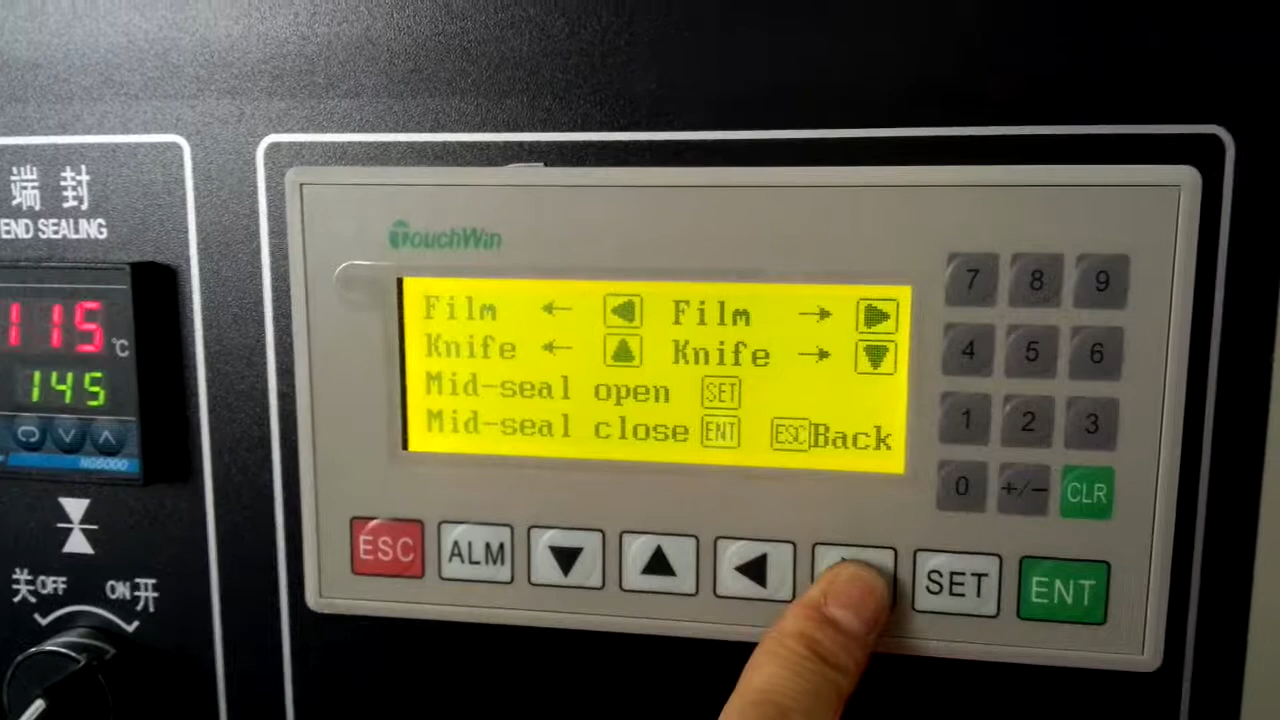 端封
END SEALING
115 °C
145
NG6000
关OFF ON开
TouchWin
Film ← ◀ Film → ▶
Knife ← ▲ Knife → ▼
Mid-seal open SET
Mid-seal close ENT ESC Back
7 8 9
4 5 6
1 2 3
0 +/- CLR
ESC ALM ▼ ▲ ◀ SET ENT